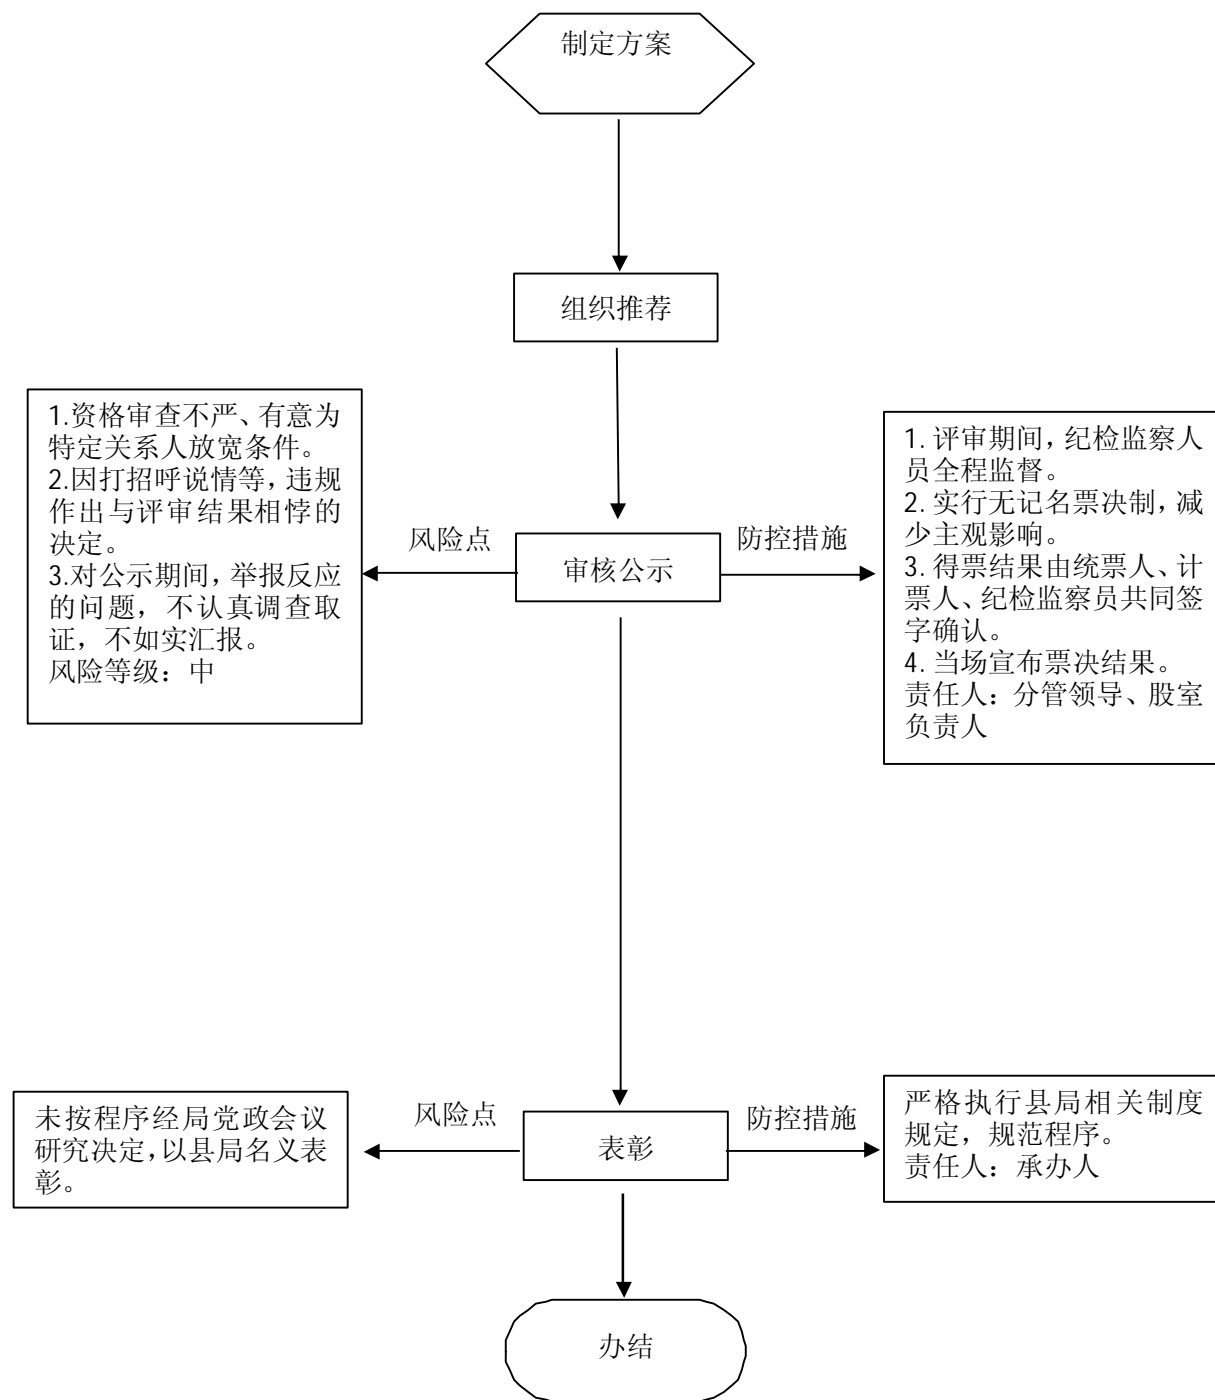 制定方案
组织推荐
1.资格审查不严、有意为
特定关系人放宽条件。
2.因打招呼说情等，违规
作出与评审结果相悖的
决定。
3.对公示期间，举报反应
的问题，不认真调查取
证，不如实汇报。
风险等级：中
风险点
审核公示
防控措施
1. 评审期间，纪检监察人
员全程监督。
2. 实行无记名票决制，减
少主观影响。
3. 得票结果由统票人、计
票人、纪检监察员共同签
字确认。
4. 当场宣布票决结果。
责任人：分管领导、股室
负责人
未按程序经局党政会议
研究决定，以县局名义表
彰。
风险点
表彰
防控措施
严格执行县局相关制度
规定，规范程序。
责任人：承办人
办结